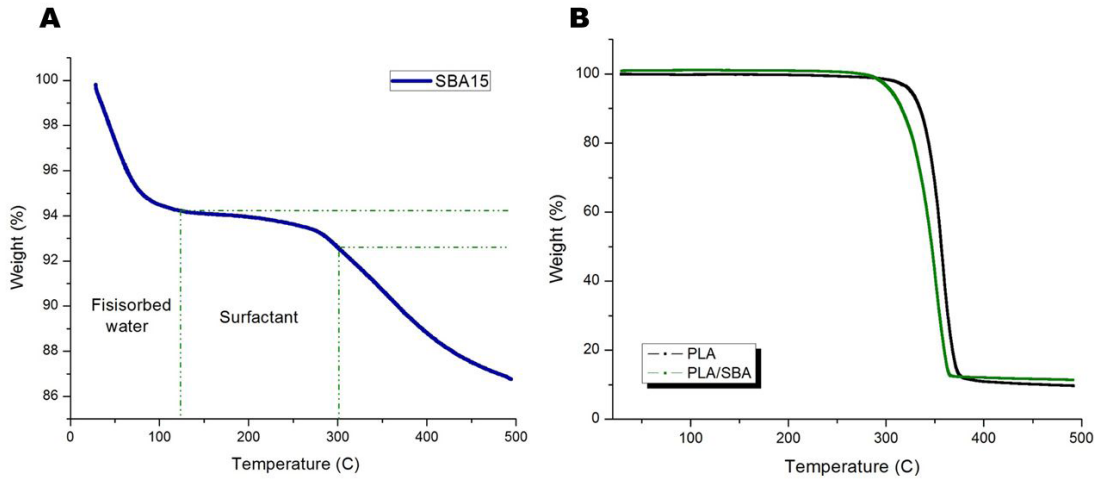 A
SBA15
Weight (%)
100
98
96
94
92
90
88
86
Fisisorbed
water
Surfactant
0
100
200
300
400
500
Temperature (C)
B
Weight (%)
100
80
60
40
20
0
PLA
PLA/SBA
100
200
300
400
500
Temperature (C)